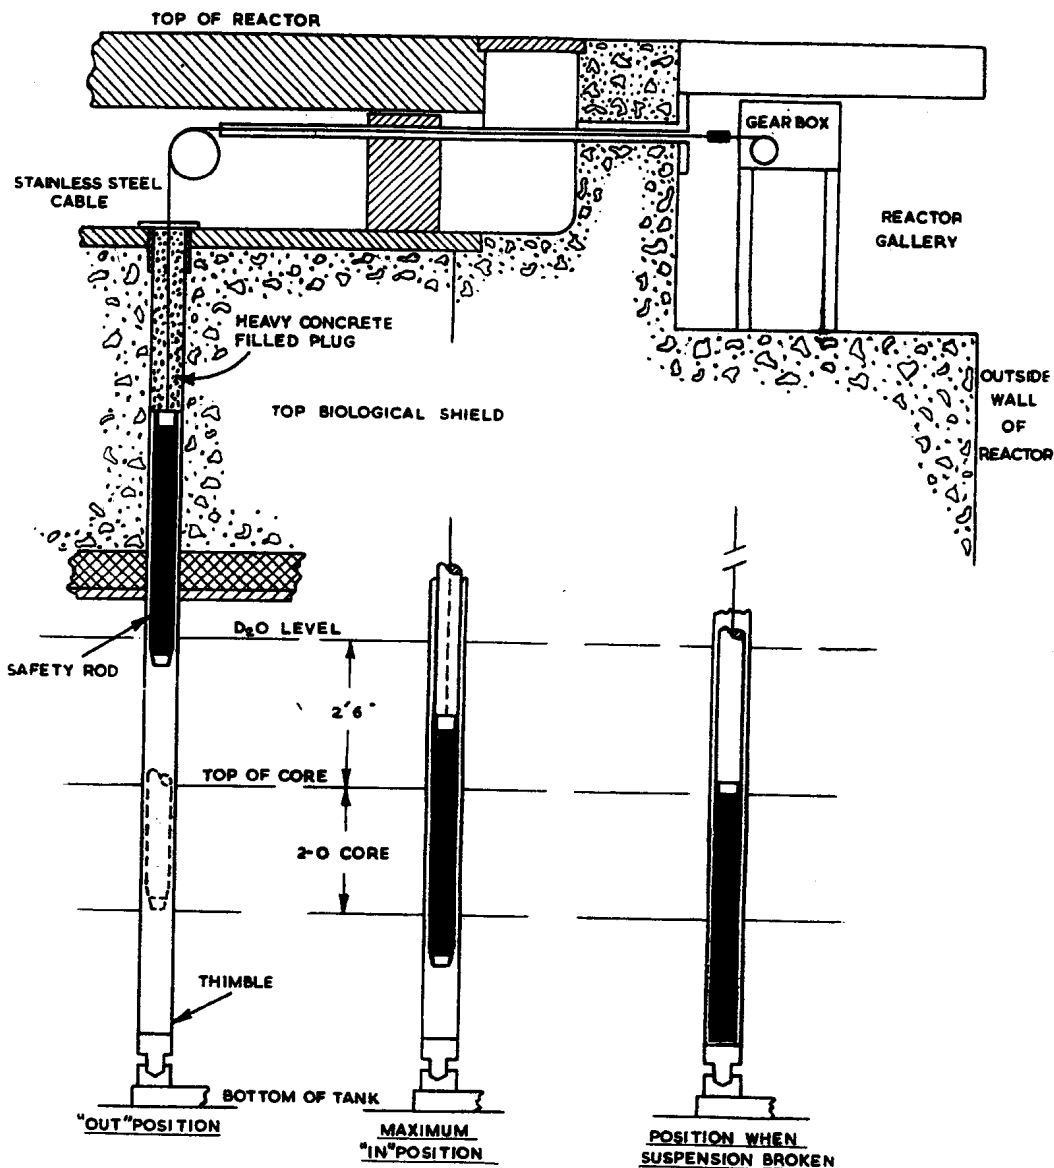 TOP OF REACTOR
GEAR BOX
STAINLESS STEEL
CABLE
REACTOR
GALLERY
HEAVY CONCRETE
FILLED PLUG
OUTSIDE
WALL
OF
REACTOR
TOP BIOLOGICAL SHIELD
D2O LEVEL
SAFETY ROD
2'6"
TOP OF CORE
2-0 CORE
THIMBLE
BOTTOM OF TANK
"OUT" POSITION
MAXIMUM
"IN" POSITION
POSITION WHEN
SUSPENSION BROKEN